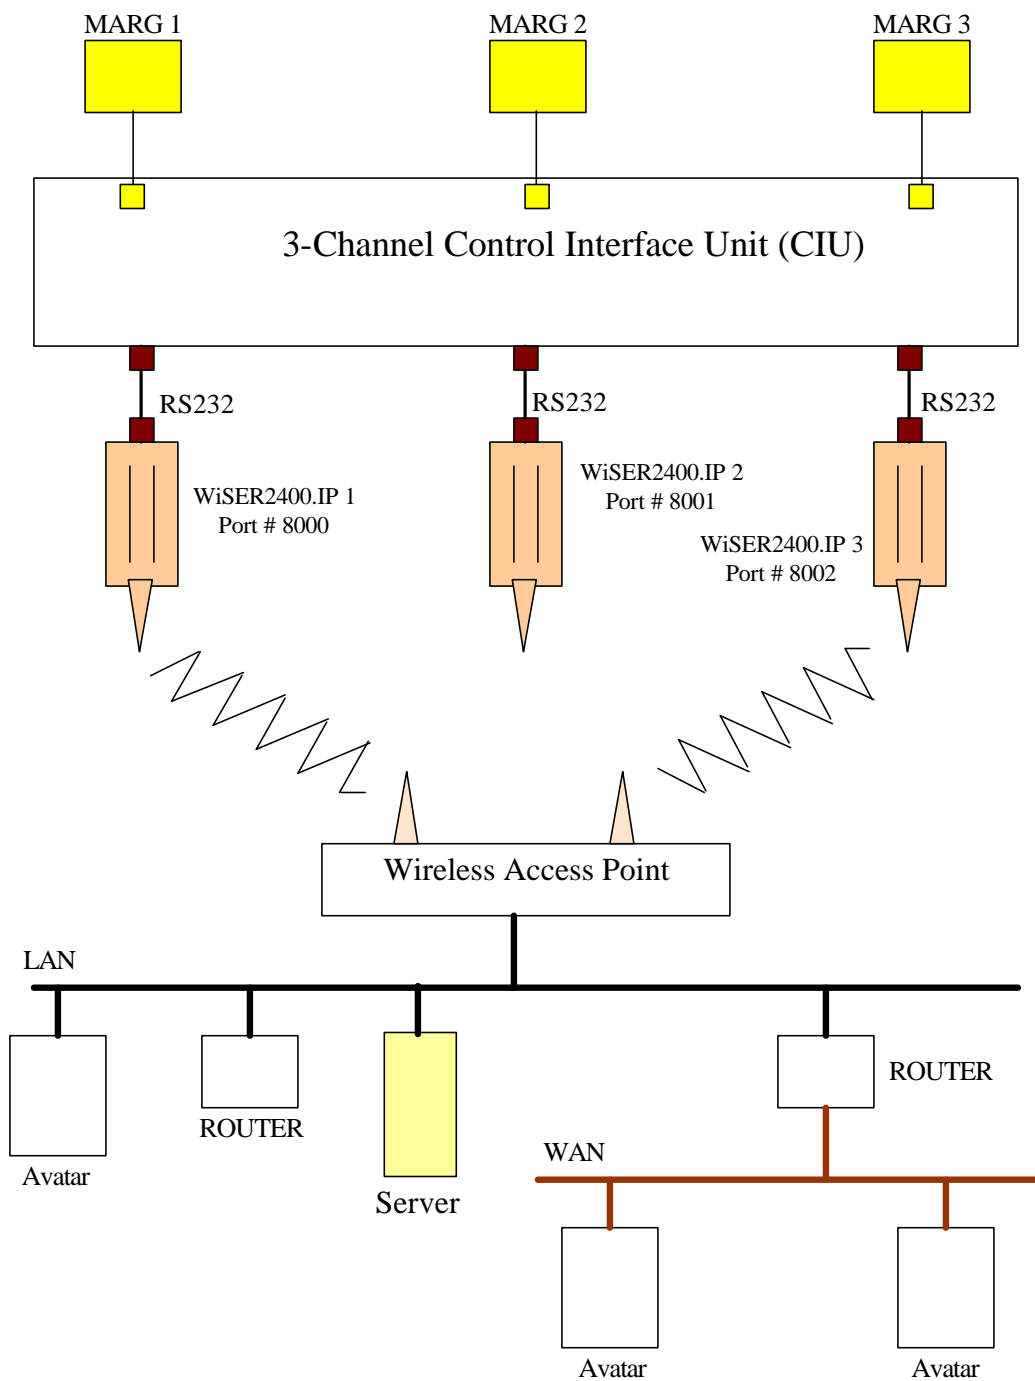 MARG 1
MARG 2
MARG 3
3-Channel Control Interface Unit (CIU)
RS232
RS232
RS232
WiSER2400.IP 1
Port # 8000
WiSER2400.IP 2
Port # 8001
WiSER2400.IP 3
Port # 8002
Wireless Access Point
LAN
ROUTER
ROUTER
Avatar
Server
WAN
Avatar
Avatar